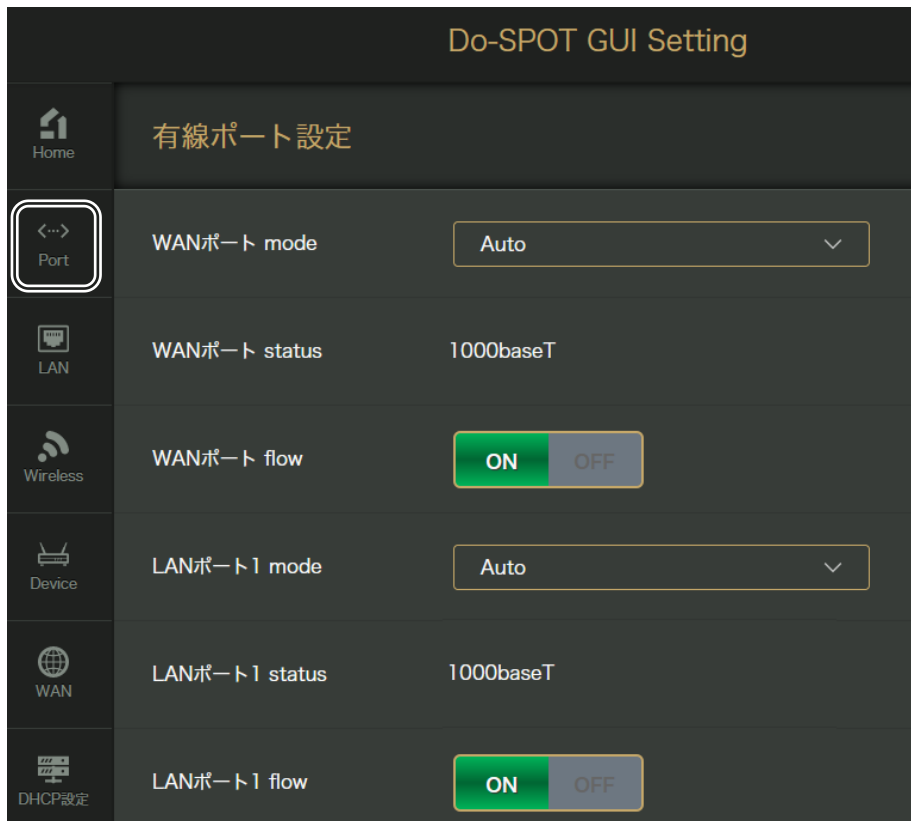 Do-SPOT GUI Setting
Home
有線ポート設定
Port
WANポート mode
Auto
LAN
WANポート status
1000baseT
Wireless
WANポート flow
ON
OFF
Device
LANポート1 mode
Auto
WAN
LANポート1 status
1000baseT
DHCP設定
LANポート1 flow
ON
OFF